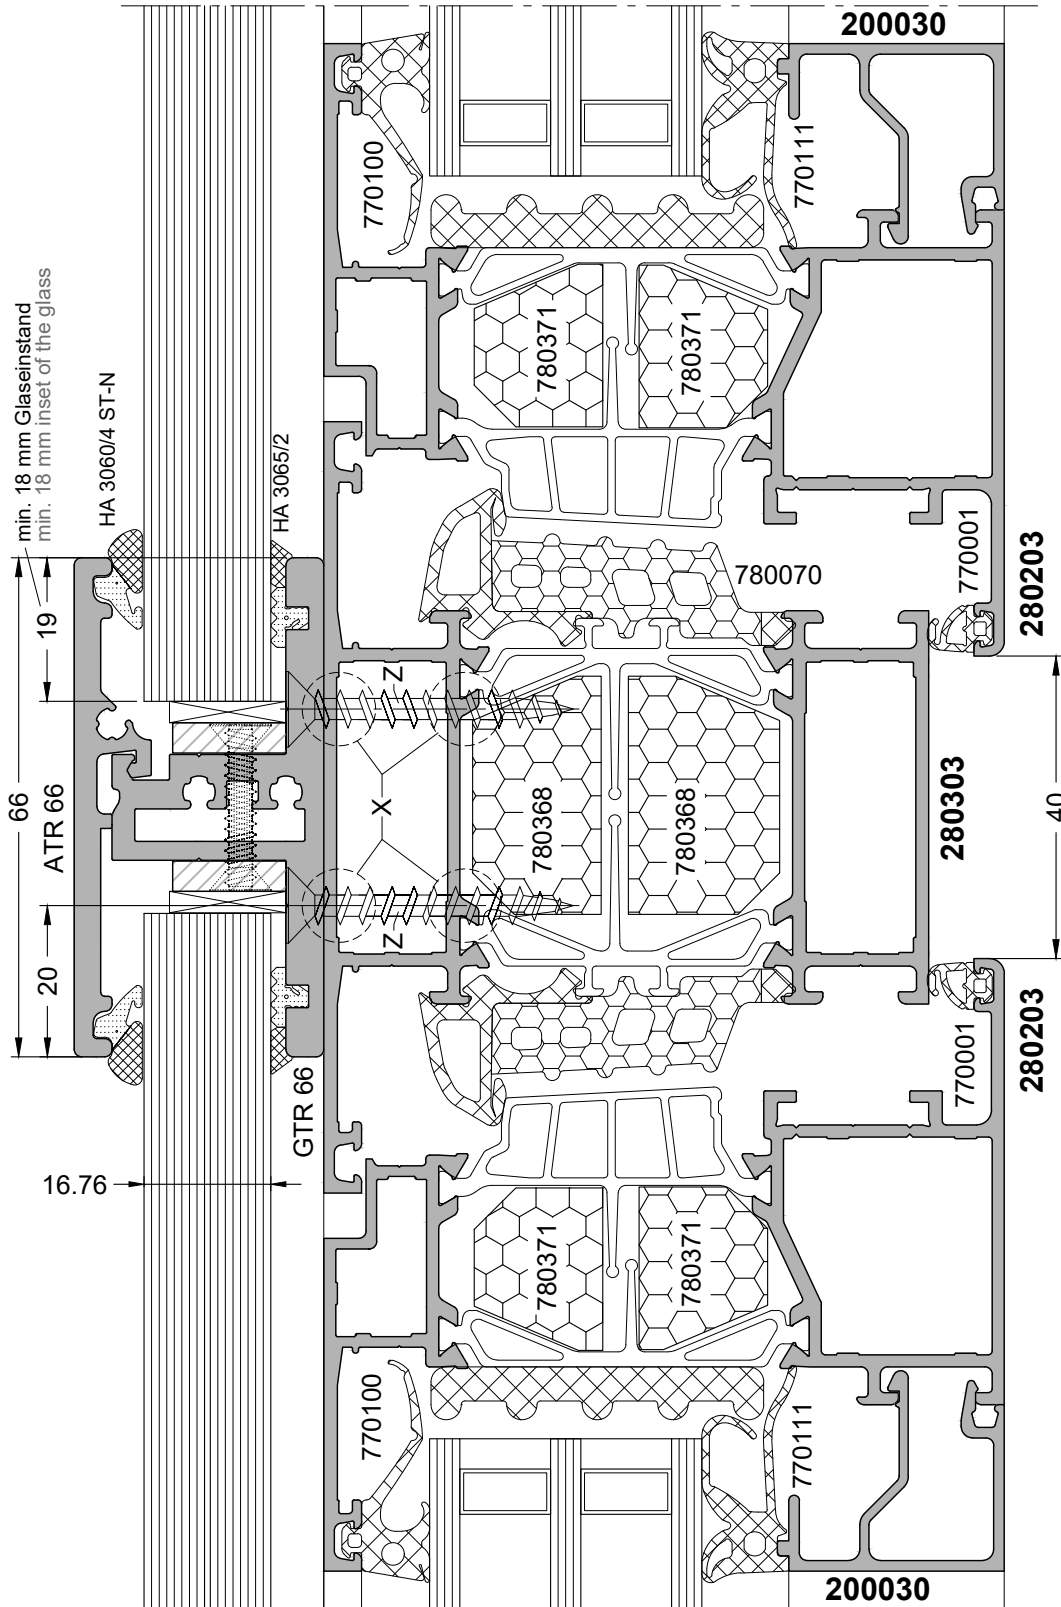 200030
770100
770111
min. 18 mm Glaseinstand
min. 18 mm inset of the glass
HA 3060/4 ST-N
HA 3065/2
780371
780371
770001
280203
780070
19
Z
66
ATR 66
X
780368
780368
280303
40
Z
20
GTR 66
770001
280203
16.76
780371
780371
770100
770111
200030